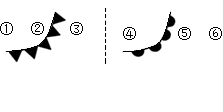 ① ② ③
④ ⑤ ⑥